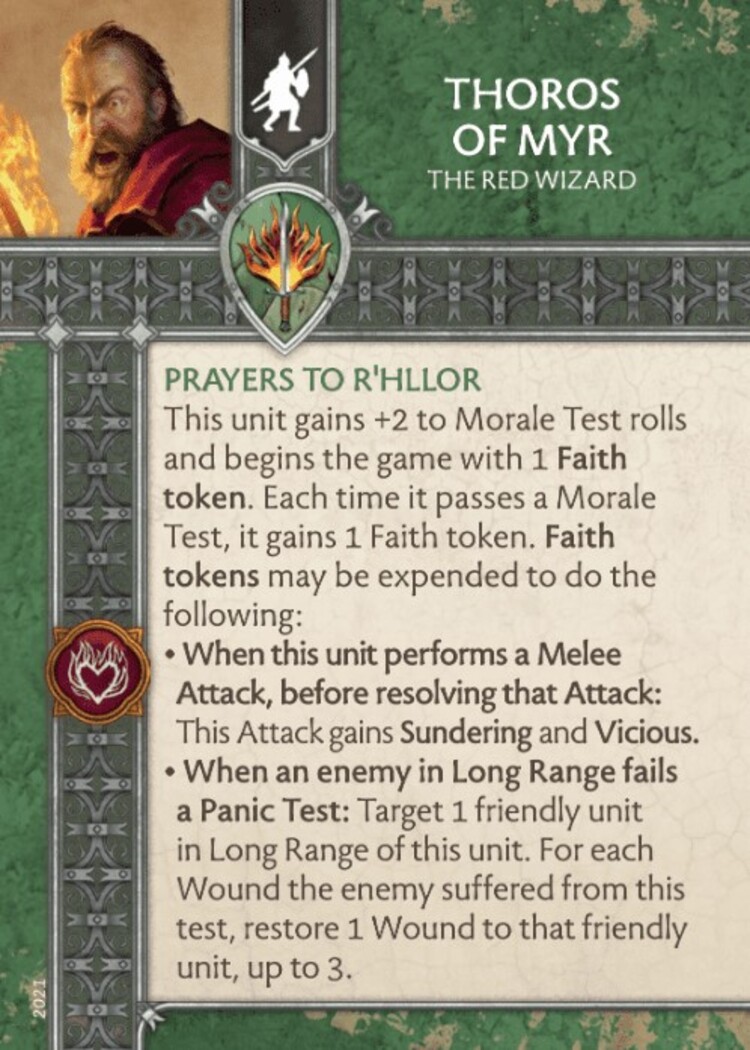 THOROS
OF MYR
THE RED WIZARD
PRAYERS TO R'HLLOR
This unit gains +2 to Morale Test rolls
and begins the game with 1 Faith
token. Each time it passes a Morale
Test, it gains 1 Faith token. Faith
tokens may be expended to do the
following:
• When this unit performs a Melee
Attack, before resolving that Attack:
This Attack gains Sundering and Vicious.
• When an enemy in Long Range fails
a Panic Test: Target 1 friendly unit
in Long Range of this unit. For each
Wound the enemy suffered from this
test, restore 1 Wound to that friendly
unit, up to 3.
2021